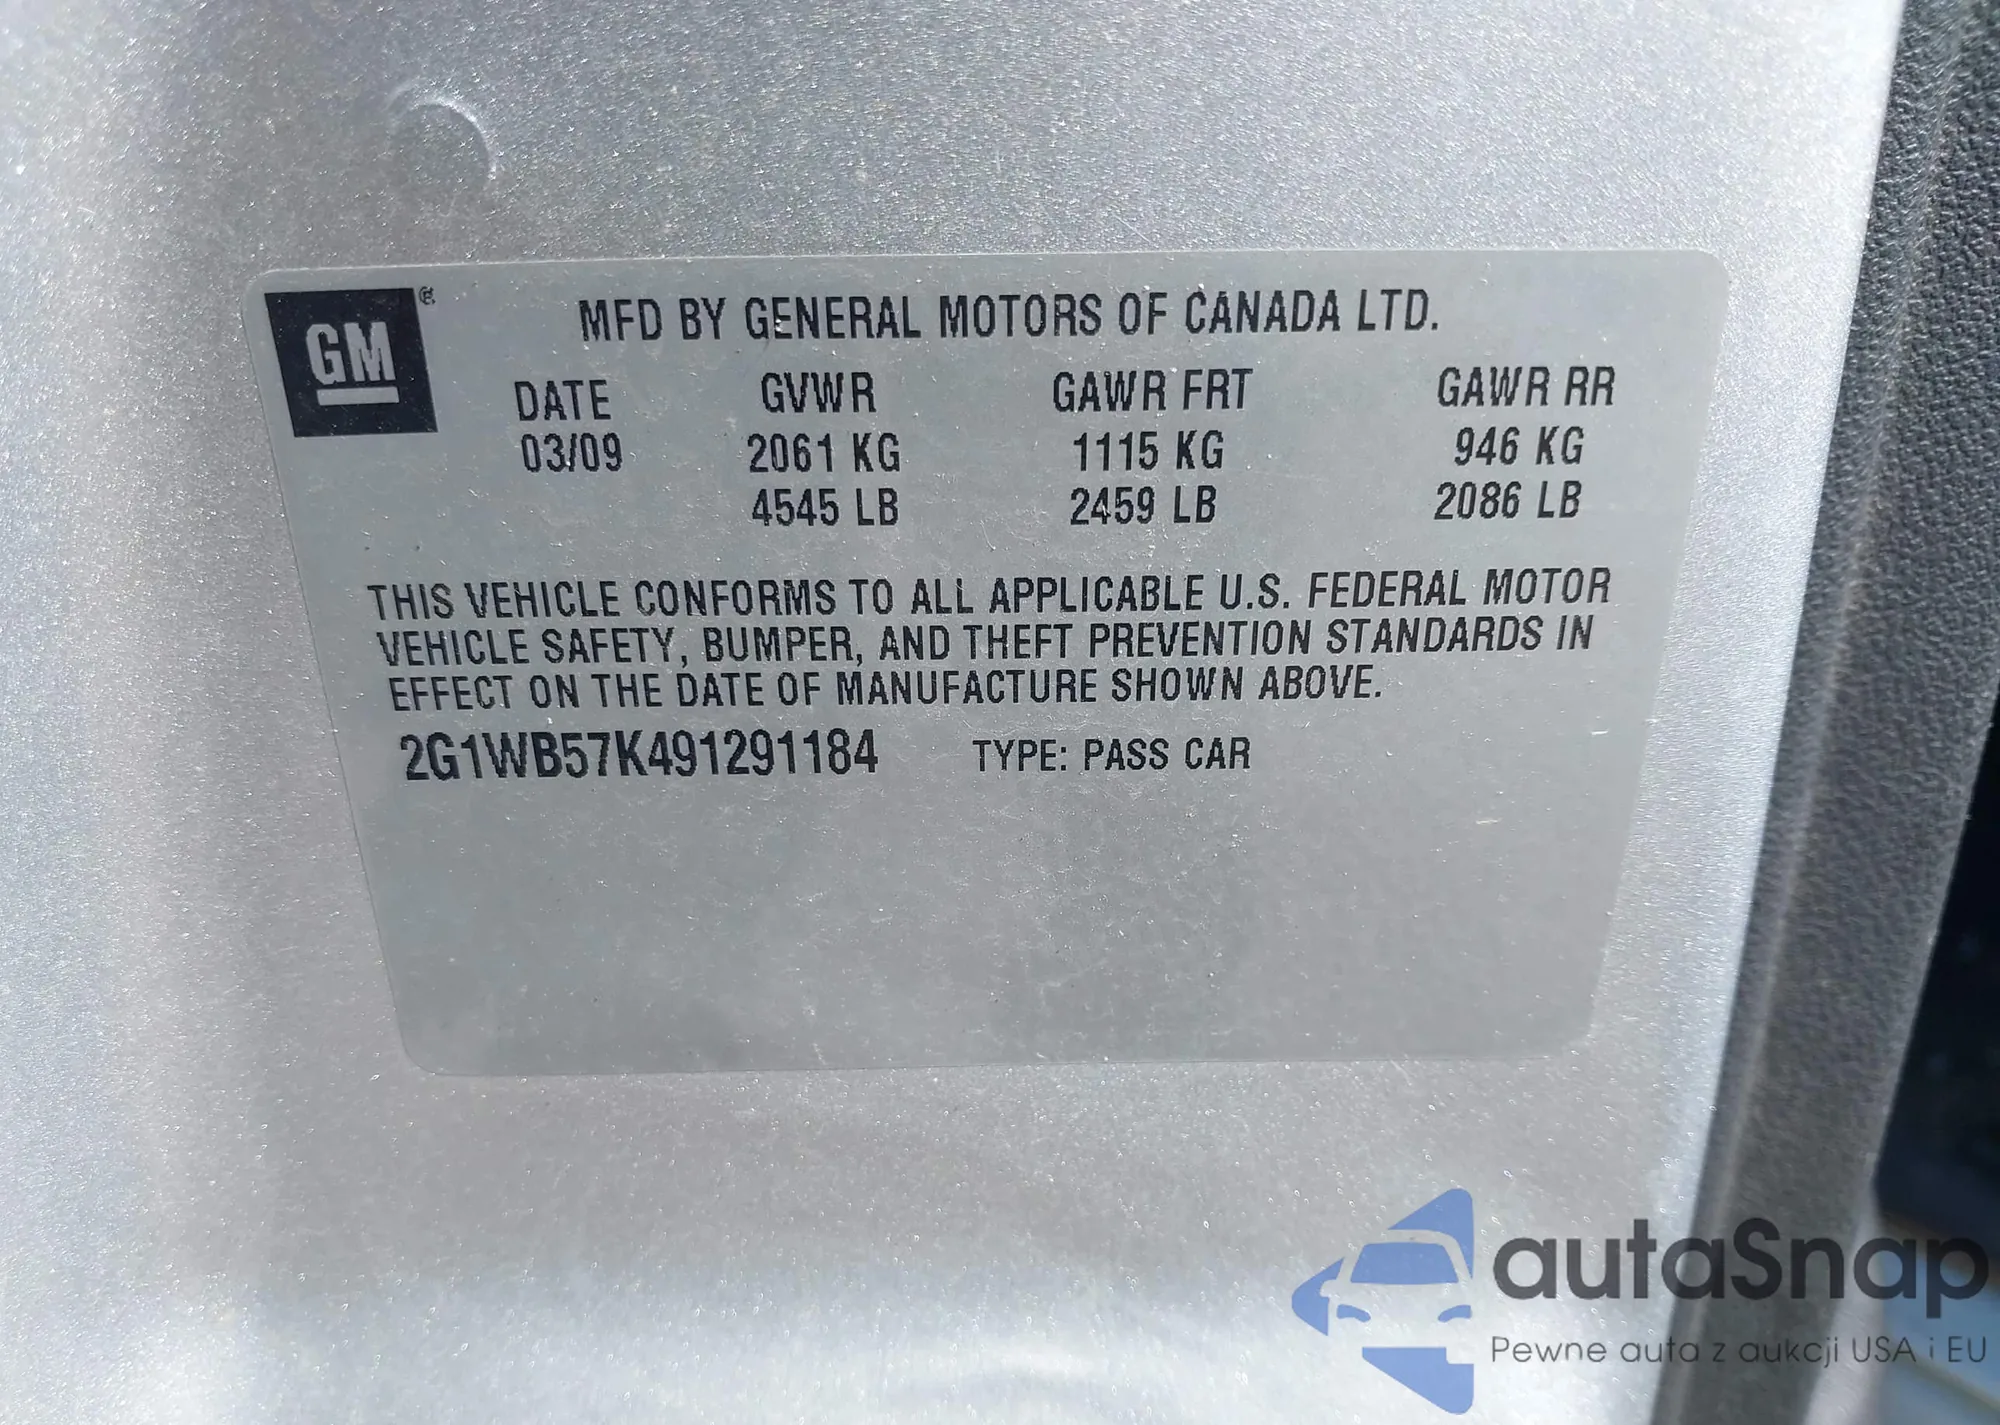 GM
MFD BY GENERAL MOTORS OF CANADA LTD.
DATE GVWR GAWR FRT GAWR RR
03/09 2061 KG 1115 KG 946 KG
4545 LB 2459 LB 2086 LB
THIS VEHICLE CONFORMS TO ALL APPLICABLE U.S. FEDERAL MOTOR
VEHICLE SAFETY, BUMPER, AND THEFT PREVENTION STANDARDS IN
EFFECT ON THE DATE OF MANUFACTURE SHOWN ABOVE.
2G1WB57K491291184 TYPE: PASS CAR
autaSnap
Pewne auta z aukcji USA i EU